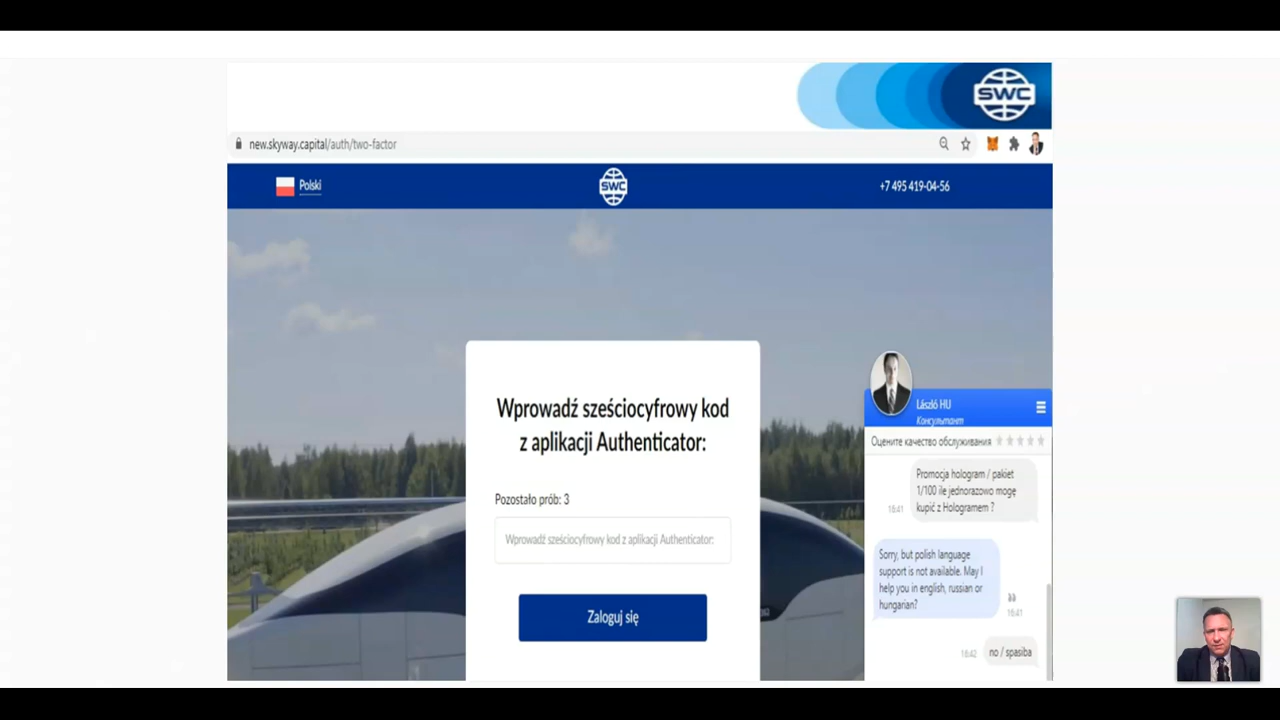 SWC
new.skyway.capital/auth/two-factor
Polski
SWC
+7 495 419-04-56
Wprowadź sześciocyfrowy kod
z aplikacji Authenticator:
Pozostało prób: 3
Wprowadź sześciocyfrowy kod z aplikacji Authenticator:
Zaloguj się
László HU
Консультант
Оцените качество обслуживания
Promocja hologram / pakiet
1/100 ile jednorazowo mogę
kupić z Hologramem ?
16:41
Sorry, but polish language
support is not available. May I
help you in english, russian or
hungarian?
16:41
no / spasiba
16:42